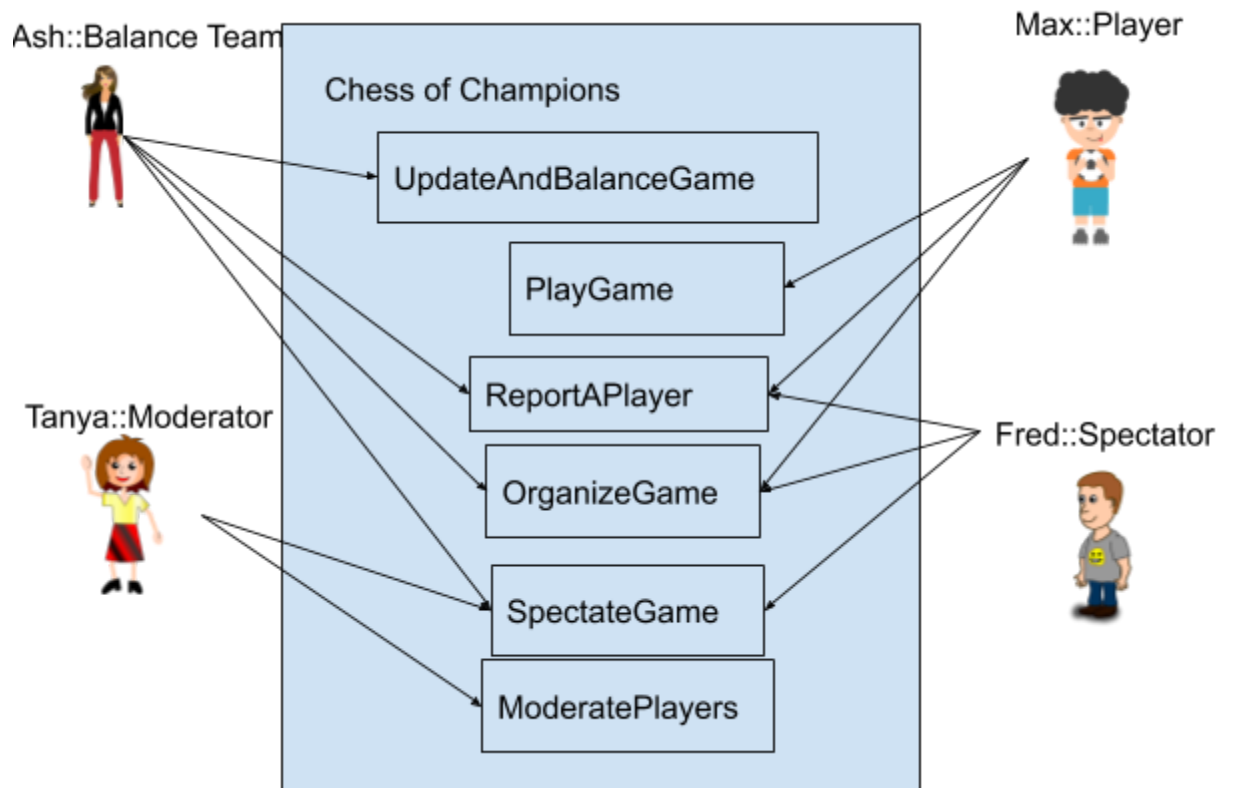 Ash::Balance Team
Max::Player
Chess of Champions
UpdateAndBalanceGame
PlayGame
ReportAPlayer
Tanya::Moderator
Fred::Spectator
OrganizeGame
SpectateGame
ModeratePlayers